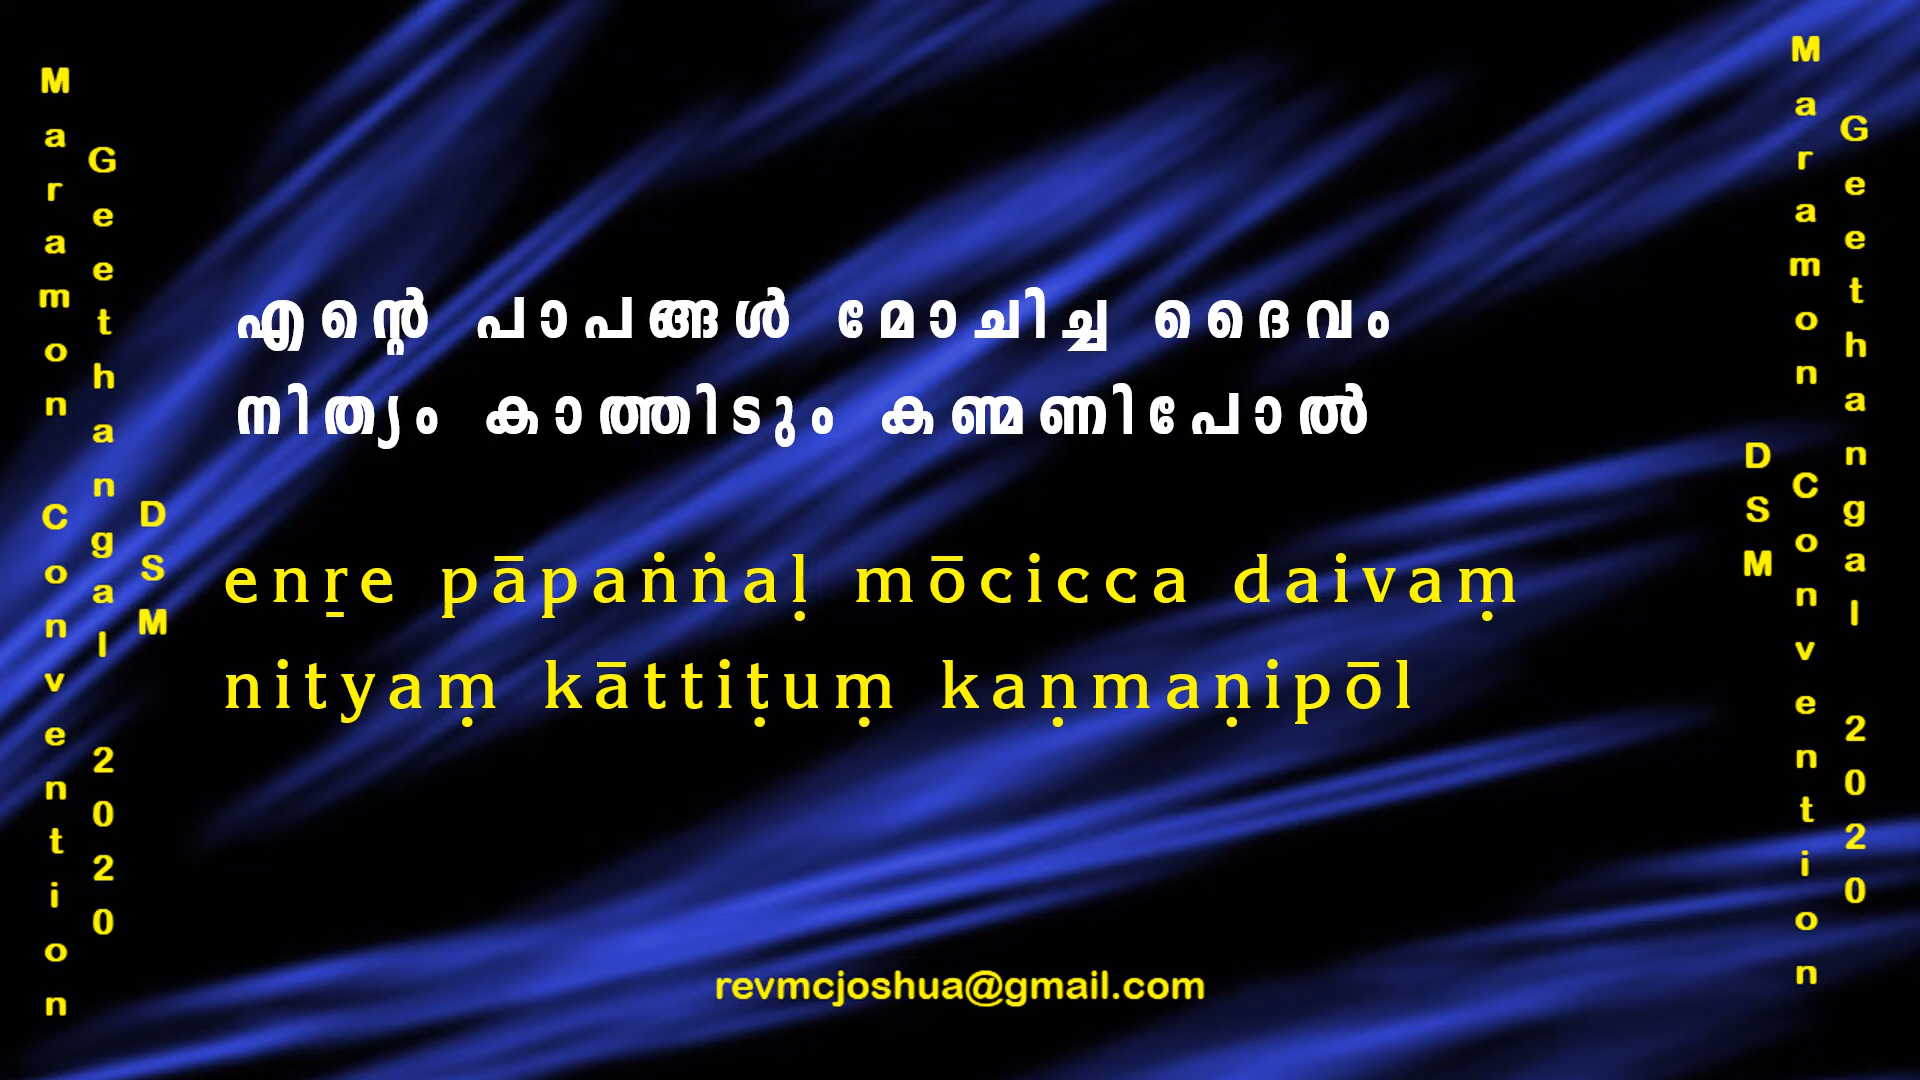 Maramon Convention
Geethangal 2020
DSM
എന്റെ പാപങ്ങൾ മോചിച്ച ദൈവം
നിത്യം കാത്തിടും കണ്മണിപോൽ
enṟe pāpaṅṅaḷ mōcicca daivaṃ
nityaṃ kāttiṭuṃ kaṇmaṇipōl
revmcjoshua@gmail.com
DSM
Maramon Convention
Geethangal 2020